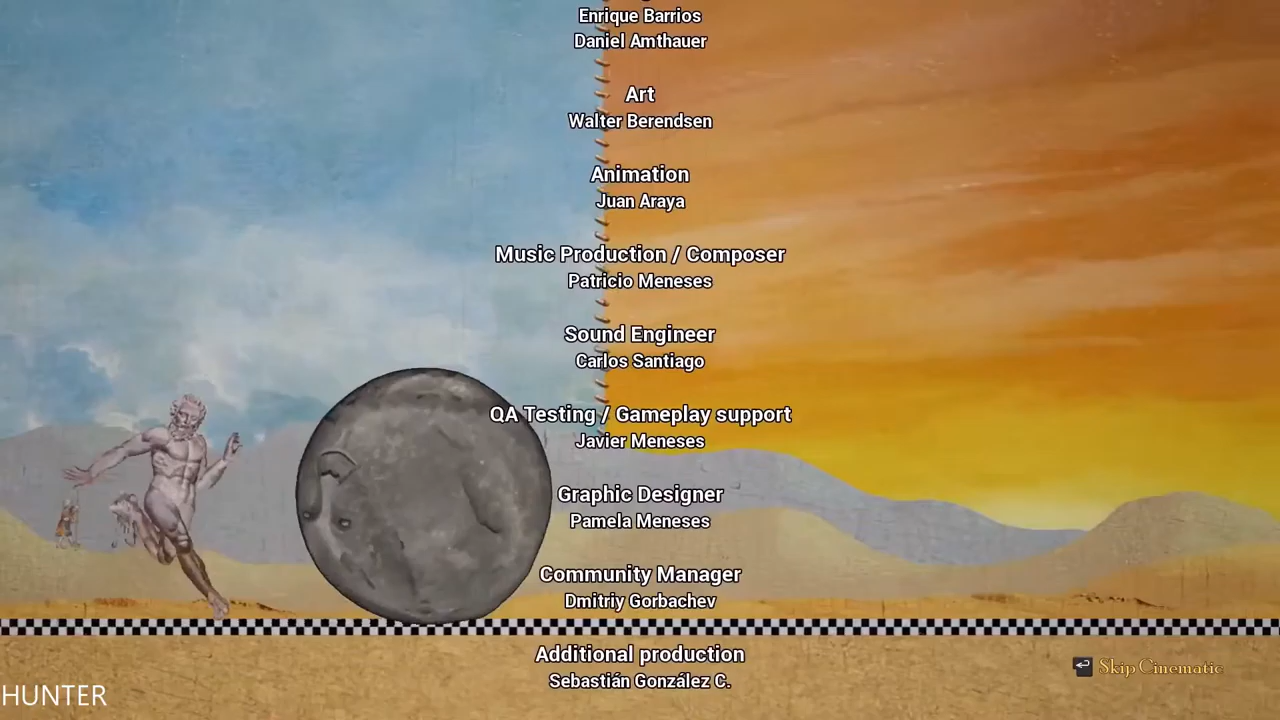 Enrique Barrios
Daniel Amthauer
Art
Walter Berendsen
Animation
Juan Araya
Music Production / Composer
Patricio Meneses
Sound Engineer
Carlos Santiago
QA Testing / Gameplay support
Javier Meneses
Graphic Designer
Pamela Meneses
Community Manager
Dmitriy Gorbachev
Additional production
Sebastián González C.
Skip Cinematic
HUNTER